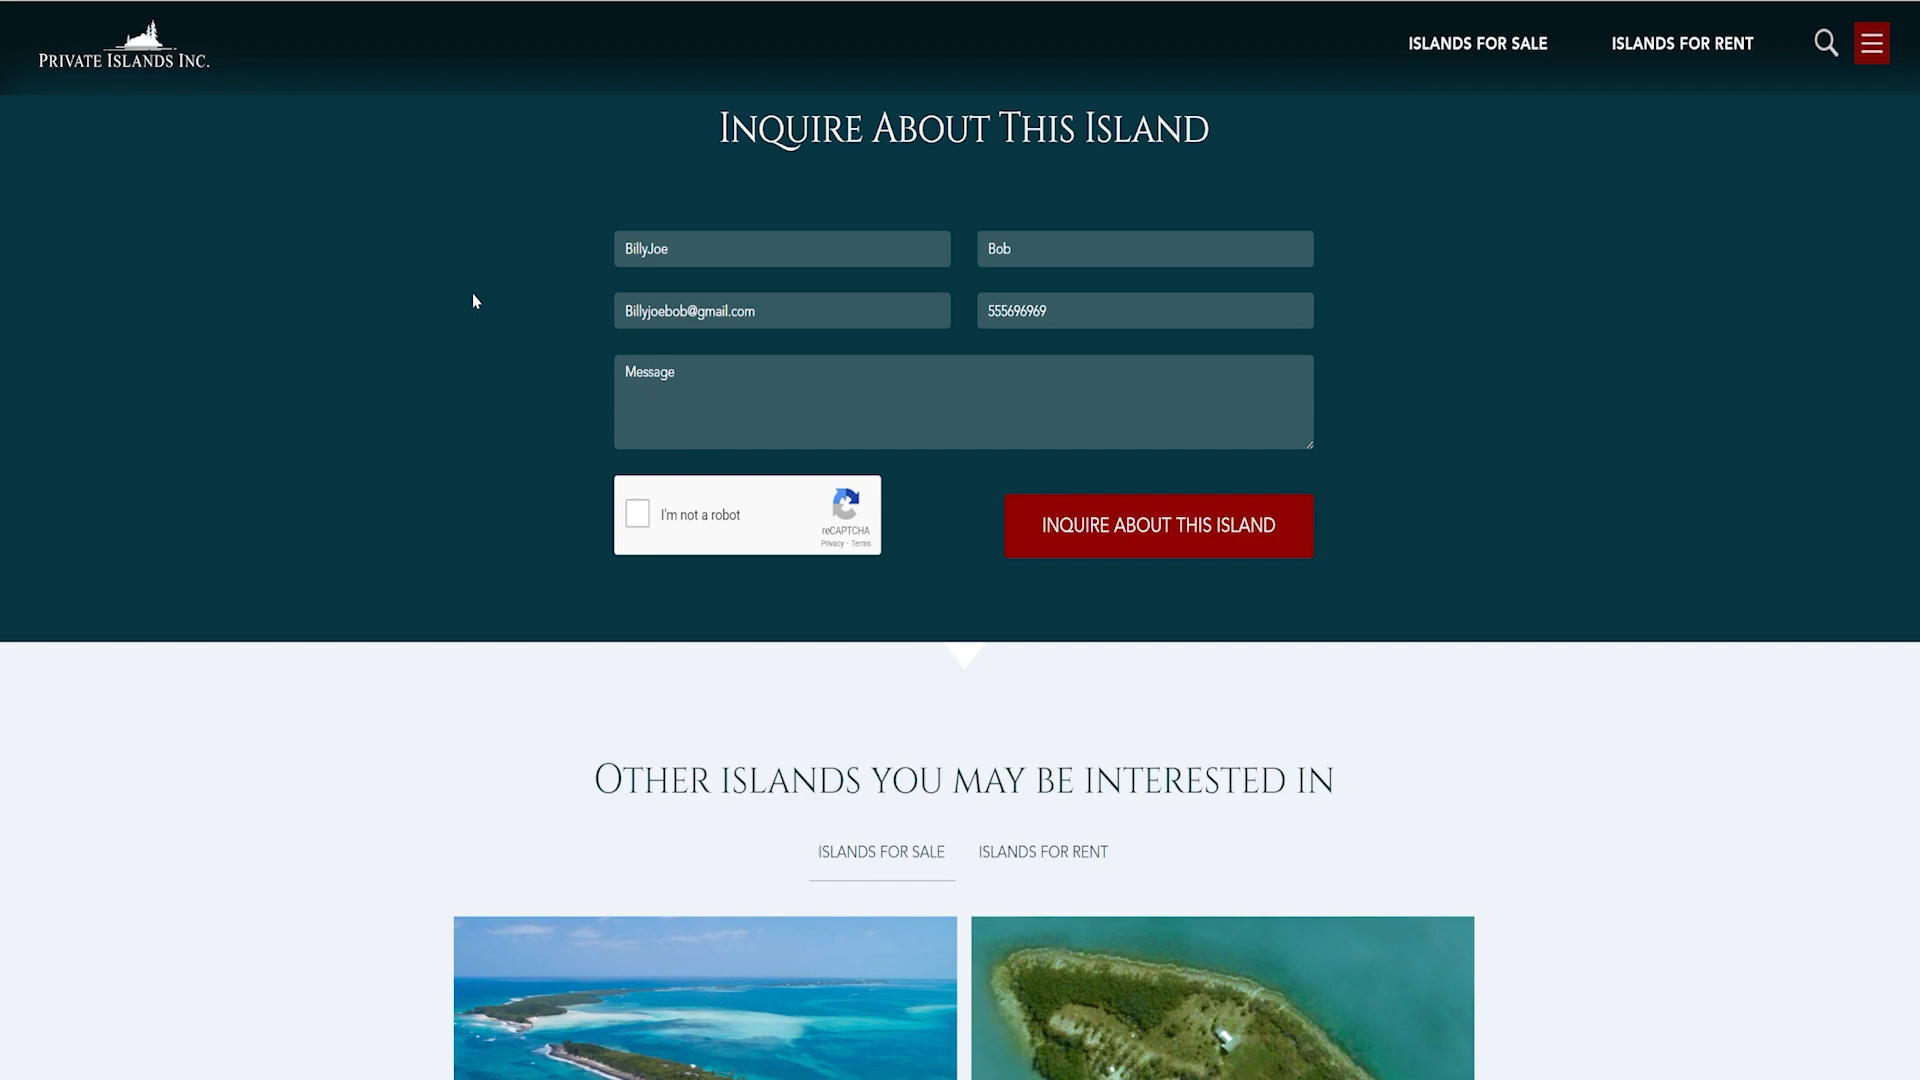 PRIVATE ISLANDS INC.
ISLANDS FOR SALE
ISLANDS FOR RENT
INQUIRE ABOUT THIS ISLAND
BillyJoe
Bob
Billyjoebob@gmail.com
555696969
Message
I'm not a robot
reCAPTCHA
Privacy - Terms
INQUIRE ABOUT THIS ISLAND
OTHER ISLANDS YOU MAY BE INTERESTED IN
ISLANDS FOR SALE
ISLANDS FOR RENT